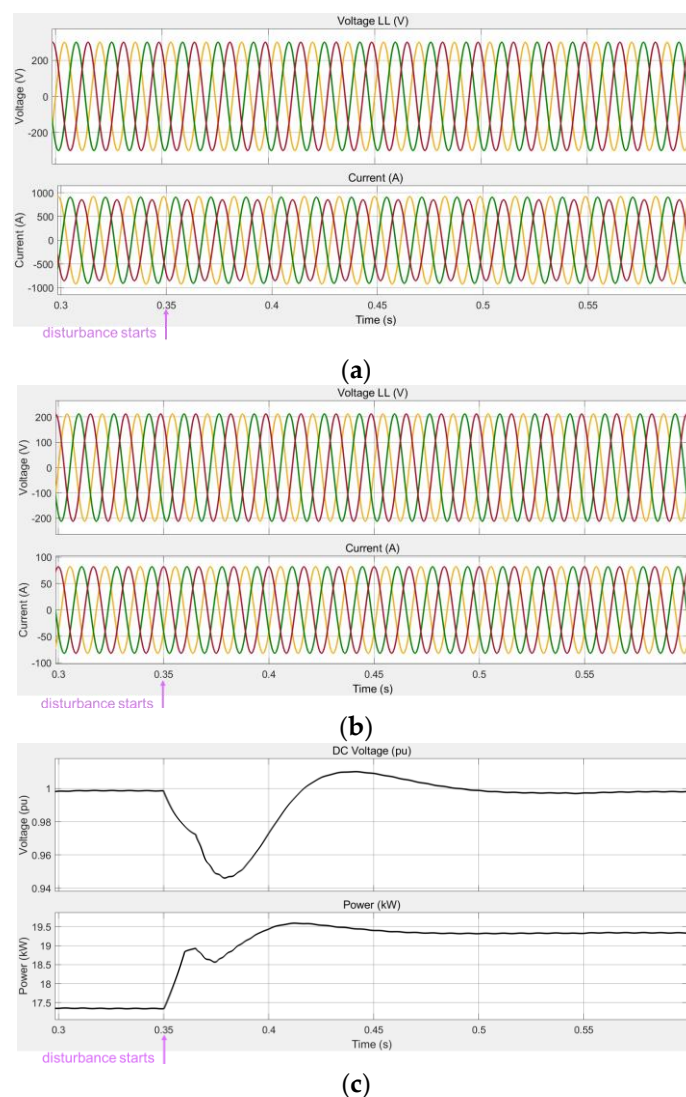 Voltage LL (V)
Voltage (V)
200
0
-200
Current (A)
Current (A)
1000
500
0
-500
-1000
0.3 0.35 0.4 0.45 0.5 0.55
Time (s)
disturbance starts
(a)
Voltage LL (V)
Voltage (V)
200
100
0
-100
-200
Current (A)
Current (A)
100
50
0
-50
-100
0.3 0.35 0.4 0.45 0.5 0.55
Time (s)
disturbance starts
(b)
DC Voltage (pu)
Voltage (pu)
1
0.98
0.96
0.94
Power (kW)
Power (kW)
19.5
19
18.5
18
17.5
0.3 0.35 0.4 0.45 0.5 0.55
Time (s)
disturbance starts
(c)